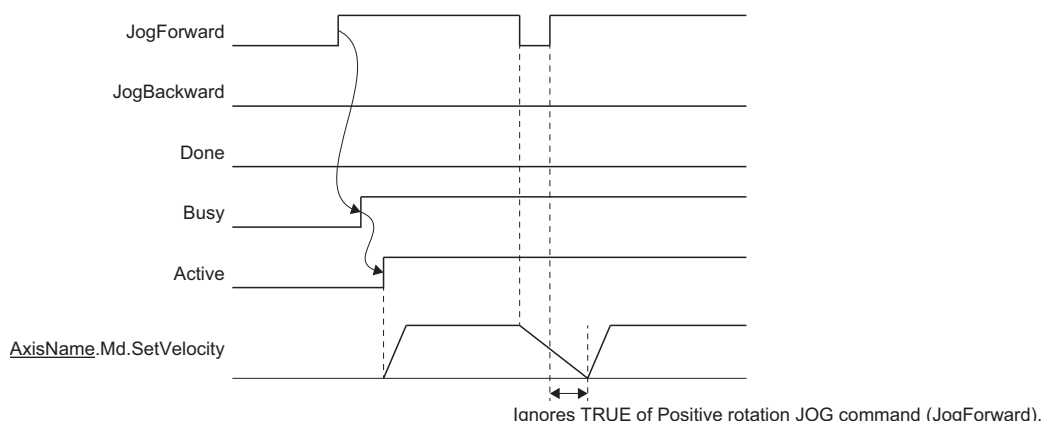 JogForward
JogBackward
Done
Busy
Active
AxisName.Md.SetVelocity
Ignores TRUE of Positive rotation JOG command (JogForward).